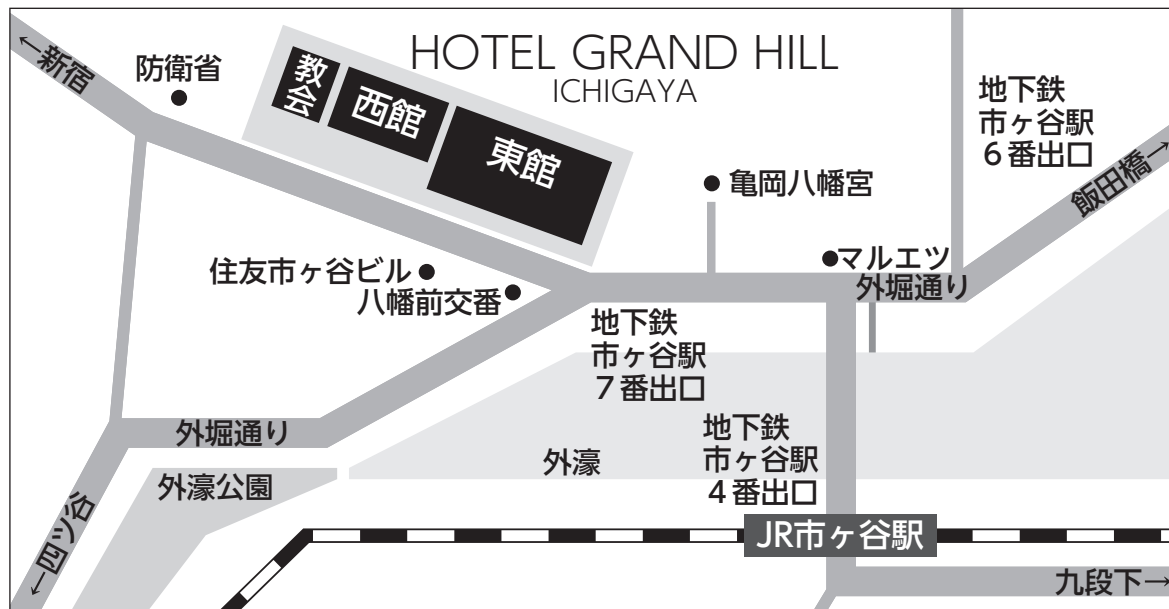 HOTEL GRAND HILL
ICHIGAYA
←新宿
防衛省
教会
西館
東館
地下鉄
市ヶ谷駅
6番出口
飯田橋→
亀岡八幡宮
マルエツ
外堀通り
住友市ヶ谷ビル
八幡前交番
地下鉄
市ヶ谷駅
7番出口
外堀通り
地下鉄
市ヶ谷駅
4番出口
外濠
外濠公園
←四ツ谷
JR市ヶ谷駅
九段下→